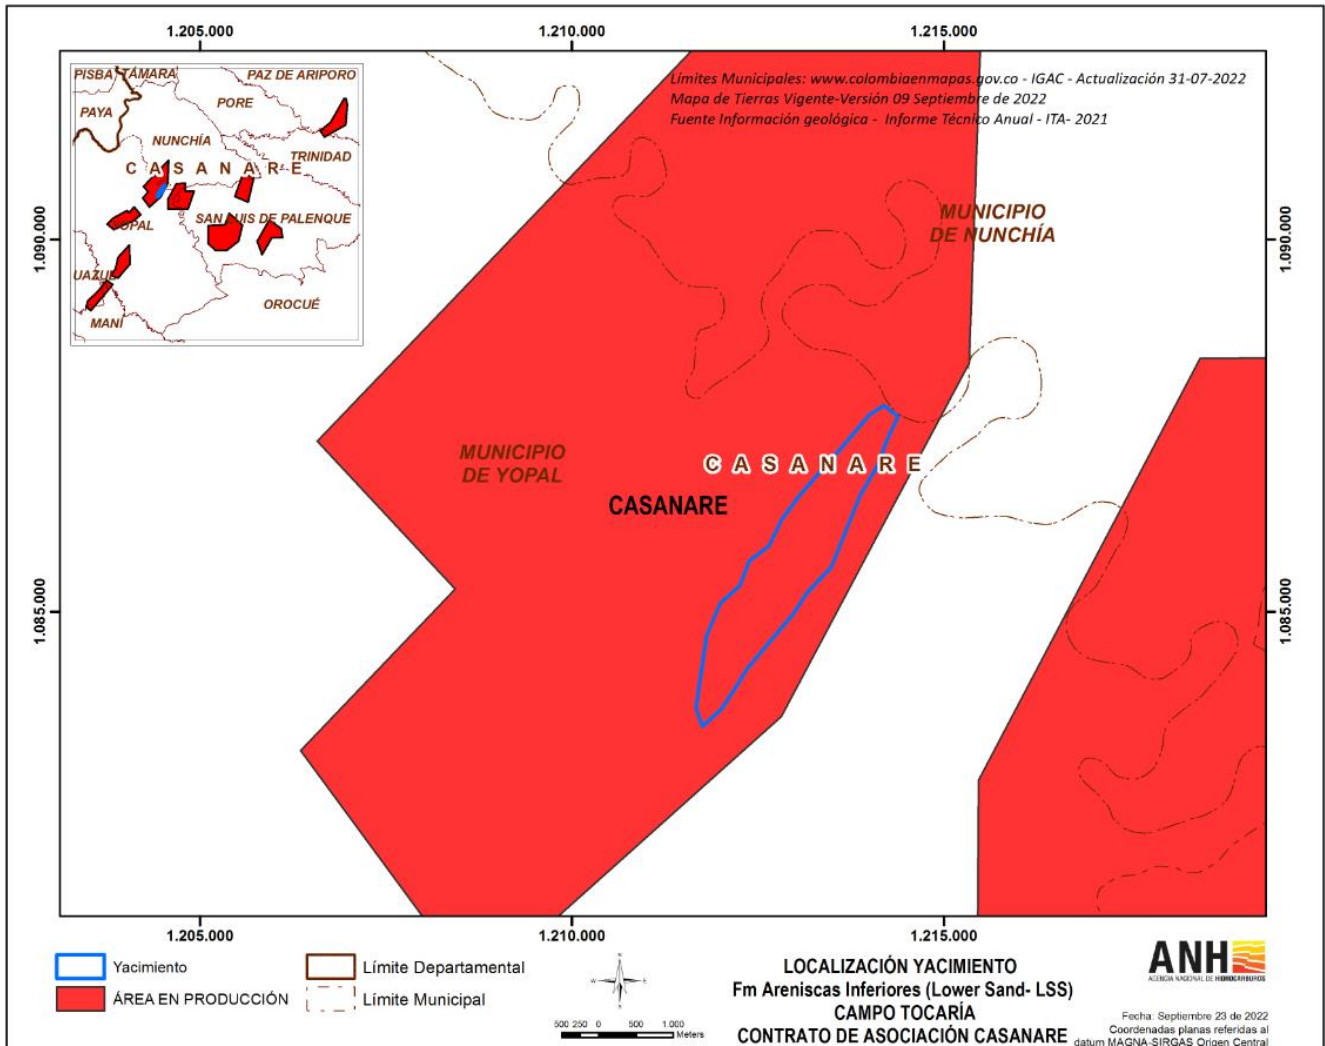 1.205.000
1.210.000
1.215.000
PISBA
TÁMARA
PAZ DE ARIPORO
PAYA
PORE
NUNCHÍA
TRINIDAD
CASANARE
SAN LUIS DE PALENQUE
OPAL
UAZUL
OROCUÉ
MANÍ
Límites Municipales: www.colombiaenmapas.gov.co - IGAC - Actualización 31-07-2022
Mapa de Tierras Vigente-Versión 09 Septiembre de 2022
Fuente Información geológica - Informe Técnico Anual - ITA- 2021
1.090.000
1.090.000
MUNICIPIO
DE NUNCHÍA
MUNICIPIO
DE YOPAL
CASANARE
CASANARE
1.085.000
1.085.000
1.205.000
1.210.000
1.215.000
Yacimiento
ÁREA EN PRODUCCIÓN
Límite Departamental
Límite Municipal
N
W
E
S
500 250 0 500 1.000
Meters
LOCALIZACIÓN YACIMIENTO
Fm Areniscas Inferiores (Lower Sand- LSS)
CAMPO TOCARÍA
CONTRATO DE ASOCIACIÓN CASANARE
ANH
AGENCIA NACIONAL DE HIDROCARBUROS
Fecha: Septiembre 23 de 2022
Coordenadas planas referidas al
datum MAGNA-SIRGAS Origen Central